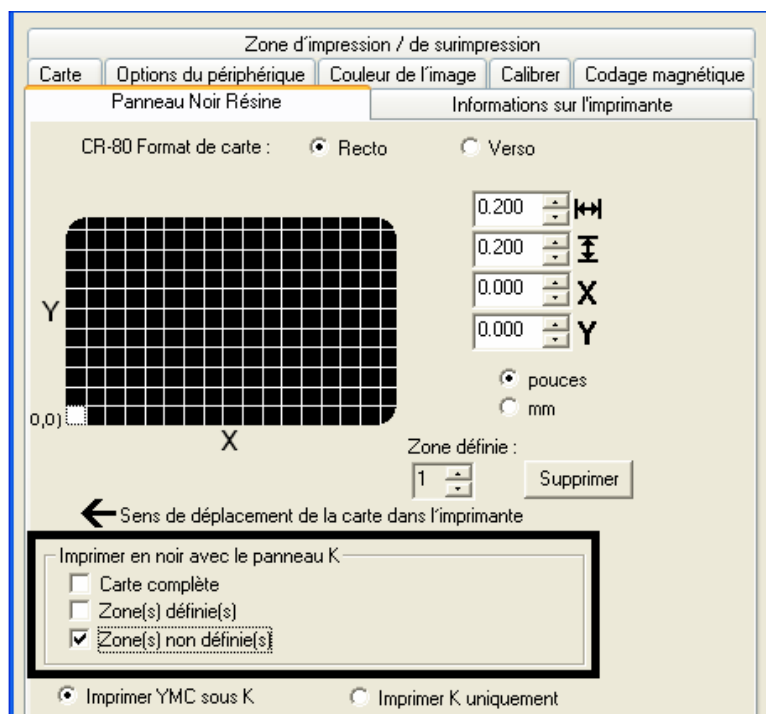 Zone d'impression / de surimpression
Carte Options du périphérique Couleur de l'image Calibrer Codage magnétique
Panneau Noir Résine Informations sur l'imprimante
CR-80 Format de carte : Recto Verso
0.200
0.200
0.000 X
0.000 Y
Y
pouces
mm
0,0)
X
Zone définie :
1 Supprimer
Sens de déplacement de la carte dans l'imprimante
Imprimer en noir avec le panneau K
Carte complète
Zone(s) définie(s)
Zone(s) non définie(s)
Imprimer YMC sous K Imprimer K uniquement